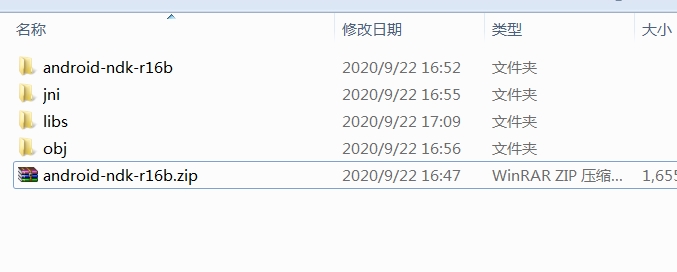 名称 修改日期 类型 大小
android-ndk-r16b 2020/9/22 16:52 文件夹
jni 2020/9/22 16:55 文件夹
libs 2020/9/22 17:09 文件夹
obj 2020/9/22 16:56 文件夹
android-ndk-r16b.zip 2020/9/22 16:47 WinRAR ZIP 压缩... 1,655